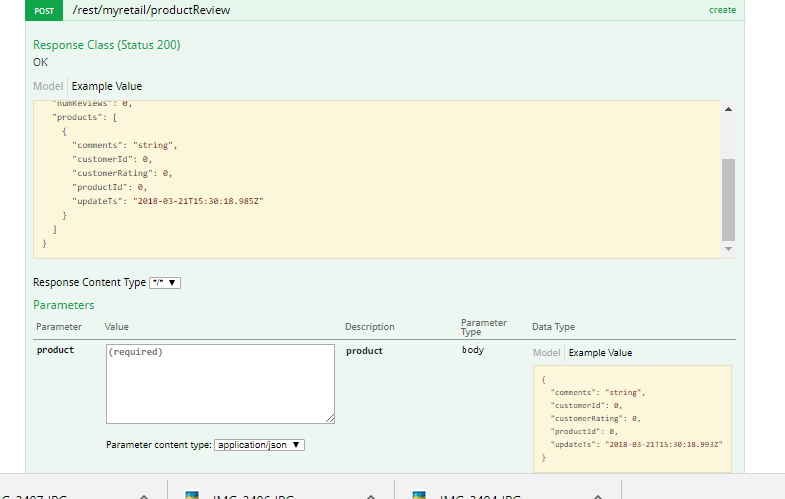 POST /rest/myretail/productReview create
Response Class (Status 200)
OK
Model Example Value
"numReviews": 0,
"products": [
{
"comments": "string",
"customerId": 0,
"customerRating": 0,
"productId": 0,
"updateTs": "2018-03-21T15:30:18.985Z"
}
]
}
Response Content Type */*
Parameters
Parameter Value Description Parameter Type Data Type
product (required) product body Model Example Value
{
"comments": "string",
"customerId": 0,
"customerRating": 0,
"productId": 0,
"updateTs": "2018-03-21T15:30:18.993Z"
}
Parameter content type: application/json